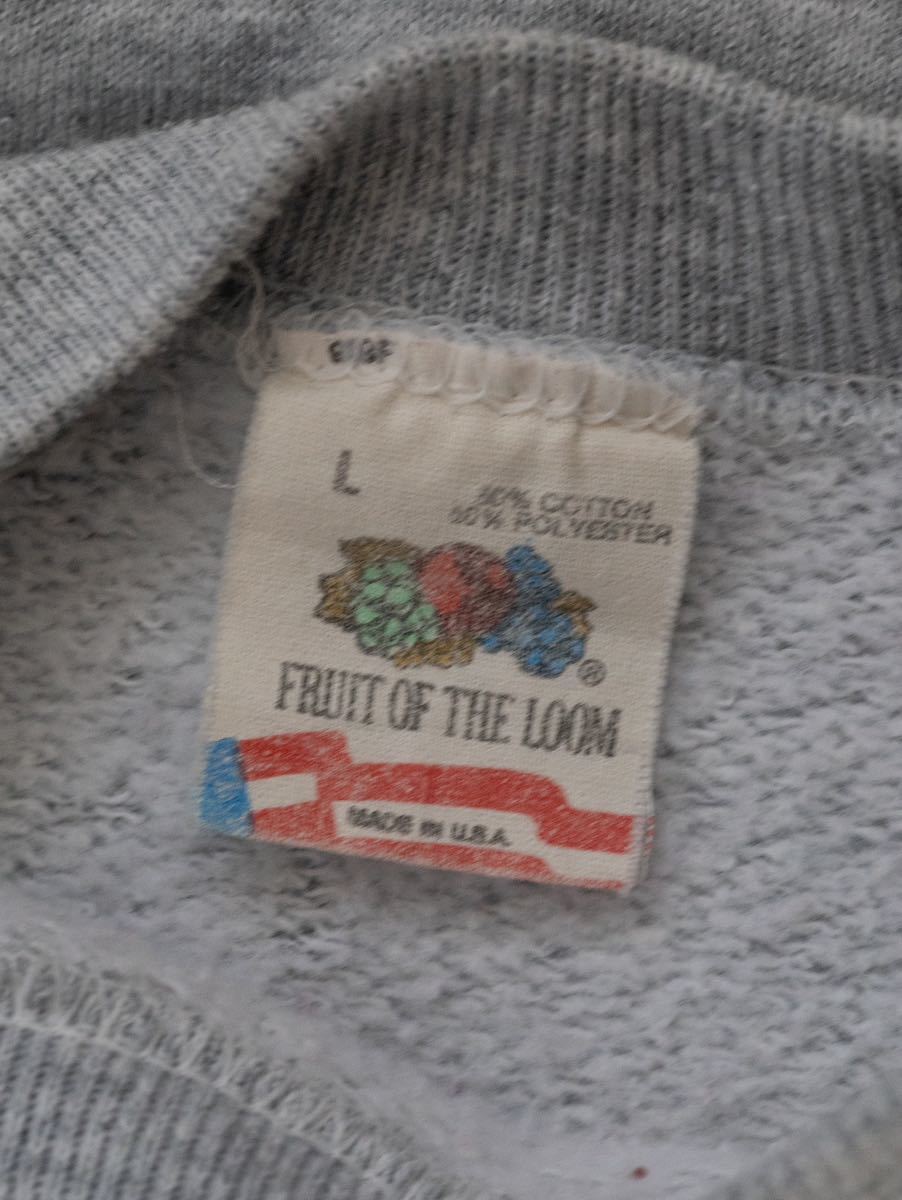 L
50% COTTON
50% POLYESTER
®
FRUIT OF THE LOOM
MADE IN U.S.A.